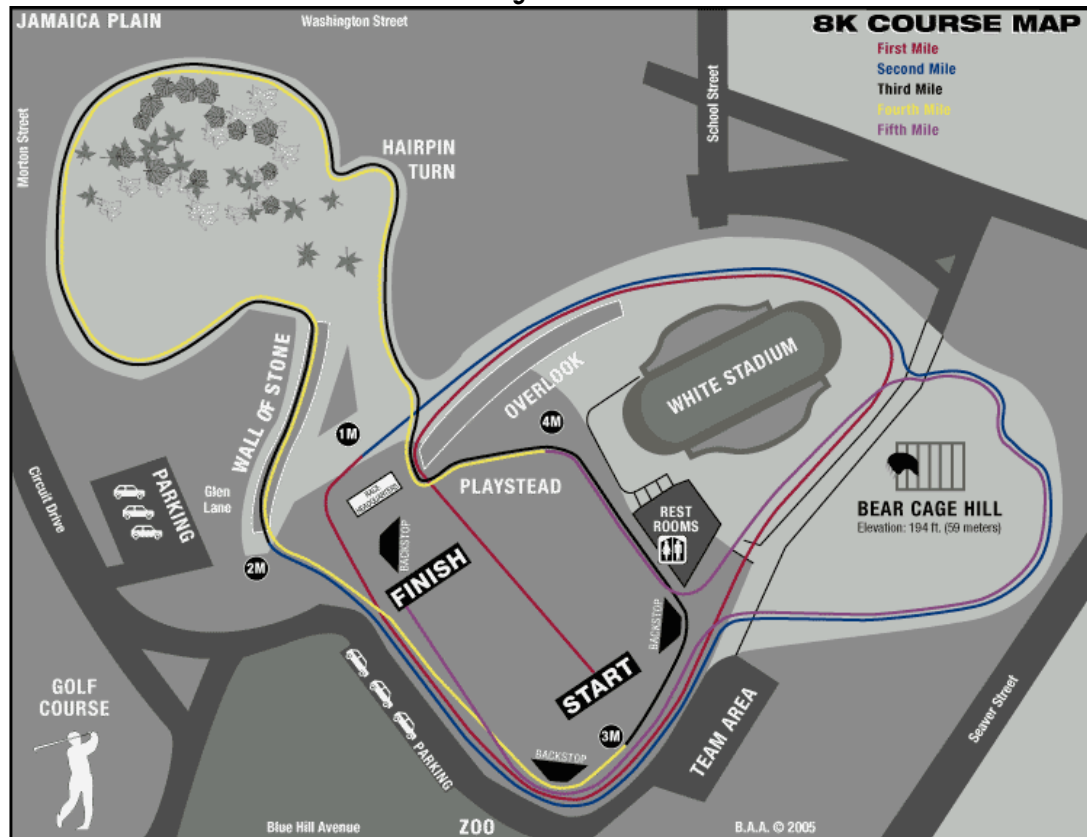 JAMAICA PLAIN
Washington Street
8K COURSE MAP
First Mile
Second Mile
Third Mile
Fourth Mile
Fifth Mile
School Street
Morton Street
HAIRPIN
TURN
WALL OF STONE
OVERLOOK
WHITE STADIUM
1M
4M
PLAYSTEAD
RACE
HEADQUARTERS
BACKSTOP
FINISH
REST
ROOMS
BEAR CAGE HILL
Elevation: 194 ft. (59 meters)
Circuit Drive
PARKING
Glen
Lane
2M
BACKSTOP
START
3M
BACKSTOP
TEAM AREA
Seaver Street
GOLF
COURSE
PARKING
Blue Hill Avenue
ZOO
B.A.A. © 2005